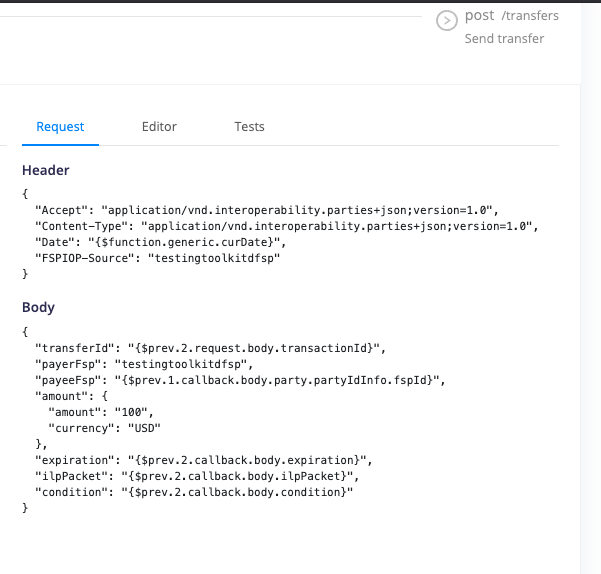 post /transfers
Send transfer
Request Editor Tests
Header
{
  "Accept": "application/vnd.interoperability.parties+json;version=1.0",
  "Content-Type": "application/vnd.interoperability.parties+json;version=1.0",
  "Date": "{$function.generic.curDate}",
  "FSPIOP-Source": "testingtoolkitdfsp"
}
Body
{
  "transferId": "{$prev.2.request.body.transactionId}",
  "payerFsp": "testingtoolkitdfsp",
  "payeeFsp": "{$prev.1.callback.body.party.partyIdInfo.fspId}",
  "amount": {
    "amount": "100",
    "currency": "USD"
  },
  "expiration": "{$prev.2.callback.body.expiration}",
  "ilpPacket": "{$prev.2.callback.body.ilpPacket}",
  "condition": "{$prev.2.callback.body.condition}"
}